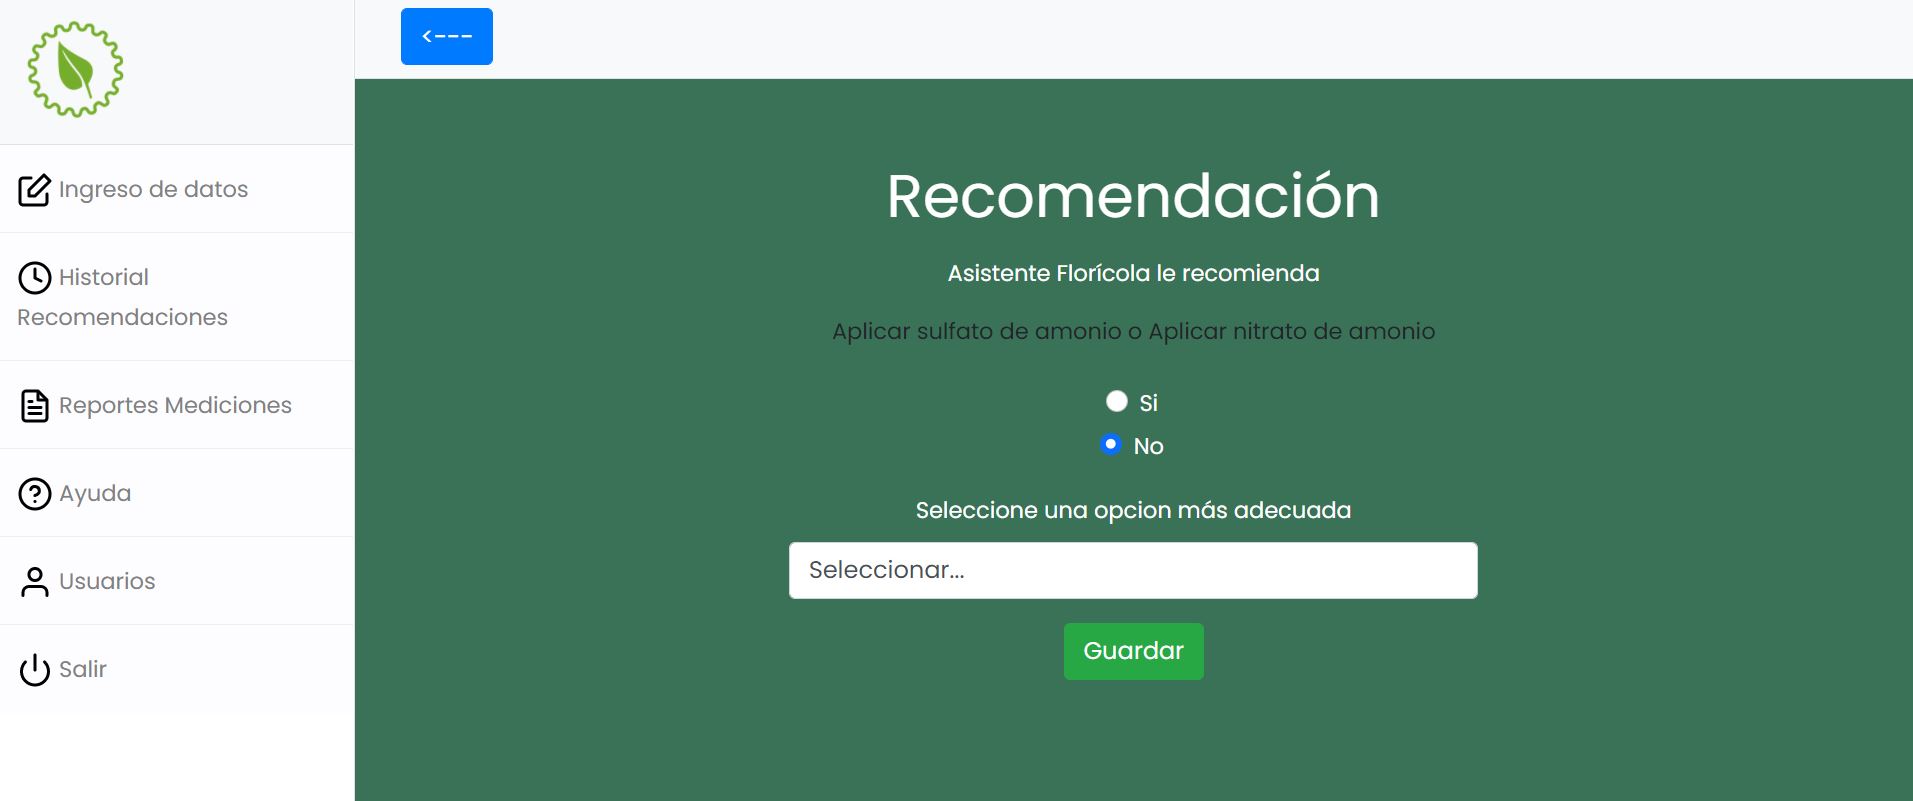 <---
Ingreso de datos
Historial
Recomendaciones
Reportes Mediciones
Ayuda
Usuarios
Salir
Recomendación
Asistente Florícola le recomienda
Aplicar sulfato de amonio o Aplicar nitrato de amonio
Si
No
Seleccione una opcion más adecuada
Seleccionar...
Guardar